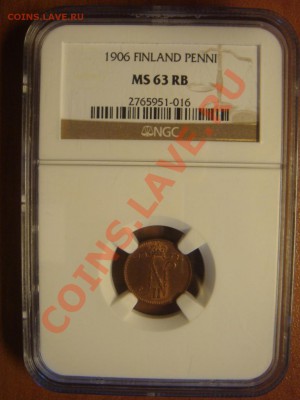 COINS.LAVE.RU
1906 FINLAND PENNI
MS 63 RB
2765951-016
NGC
COINS.LAVE.RU